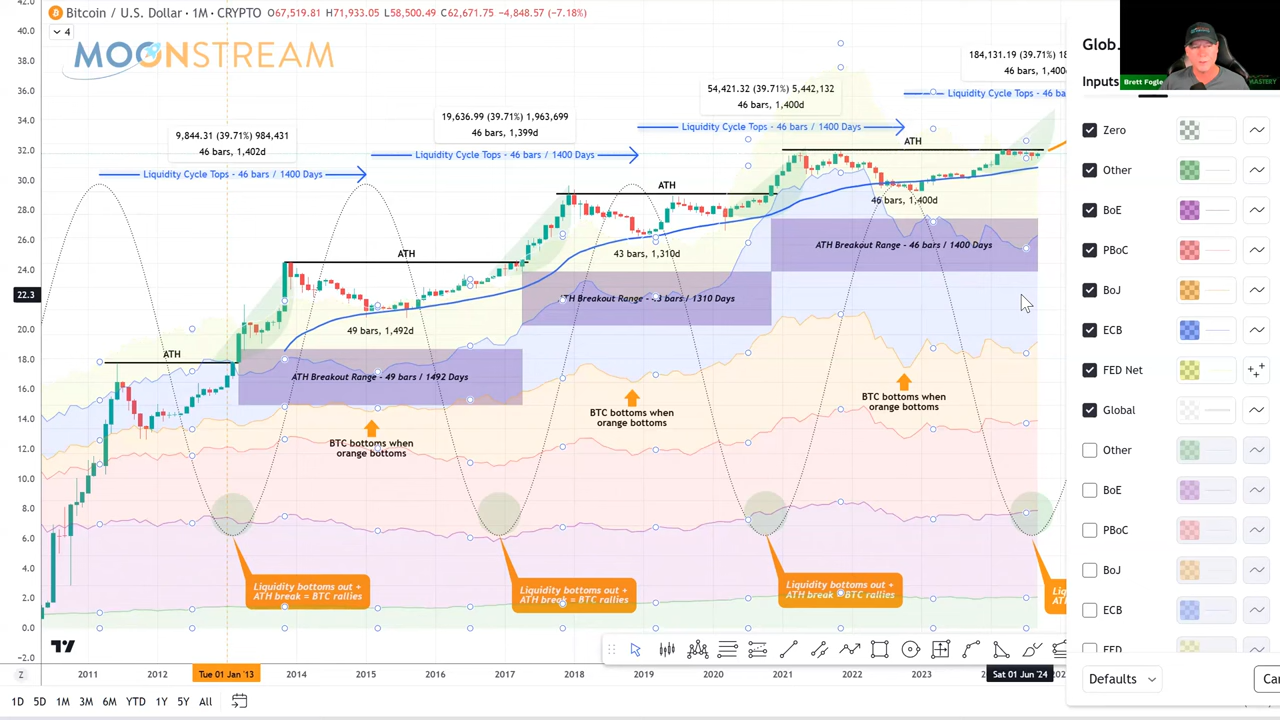 Bitcoin / U.S. Dollar · 1M · CRYPTO O67,519.81 H71,933.05 L58,500.49 C62,671.75 −4,848.57 (−7.18%)
4
MOONSTREAM
42.0
40.0
38.0
36.0
34.0
32.0
30.0
28.0
26.0
24.0
22.3
20.0
18.0
16.0
14.0
12.0
10.0
8.0
6.0
4.0
2.0
0.0
−2.0
9,844.31 (39.71%) 984,431
46 bars, 1,402d
Liquidity Cycle Tops - 46 bars / 1400 Days
19,636.99 (39.71%) 1,963,699
46 bars, 1,399d
Liquidity Cycle Tops - 46 bars / 1400 Days
54,421.32 (39.71%) 5,442,132
46 bars, 1,400d
Liquidity Cycle Tops - 46 bars / 1400 Days
184,131.19 (39.71%) 18
46 bars, 1,400
Liquidity Cycle Tops - 46 ba
ATH
ATH
ATH
ATH
49 bars, 1,492d
43 bars, 1,310d
46 bars, 1,400d
ATH Breakout Range - 49 bars / 1492 Days
ATH Breakout Range - 43 bars / 1310 Days
ATH Breakout Range - 46 bars / 1400 Days
BTC bottoms when
orange bottoms
BTC bottoms when
orange bottoms
BTC bottoms when
orange bottoms
Liquidity bottoms out +
ATH break = BTC rallies
Liquidity bottoms out +
ATH break = BTC rallies
Liquidity bottoms out +
ATH break = BTC rallies
Z
2011 2012 Tue 01 Jan '13 2014 2015 2016 2017 2018 2019 2020 2021 2022 2023 Sat 01 Jun '24
1D 5D 1M 3M 6M YTD 1Y 5Y All
Glob..
Inputs
Brett Fogle
MASTERY
Zero
Other
BoE
PBoC
BoJ
ECB
FED Net
Global
Other
BoE
PBoC
BoJ
ECB
FED
Defaults